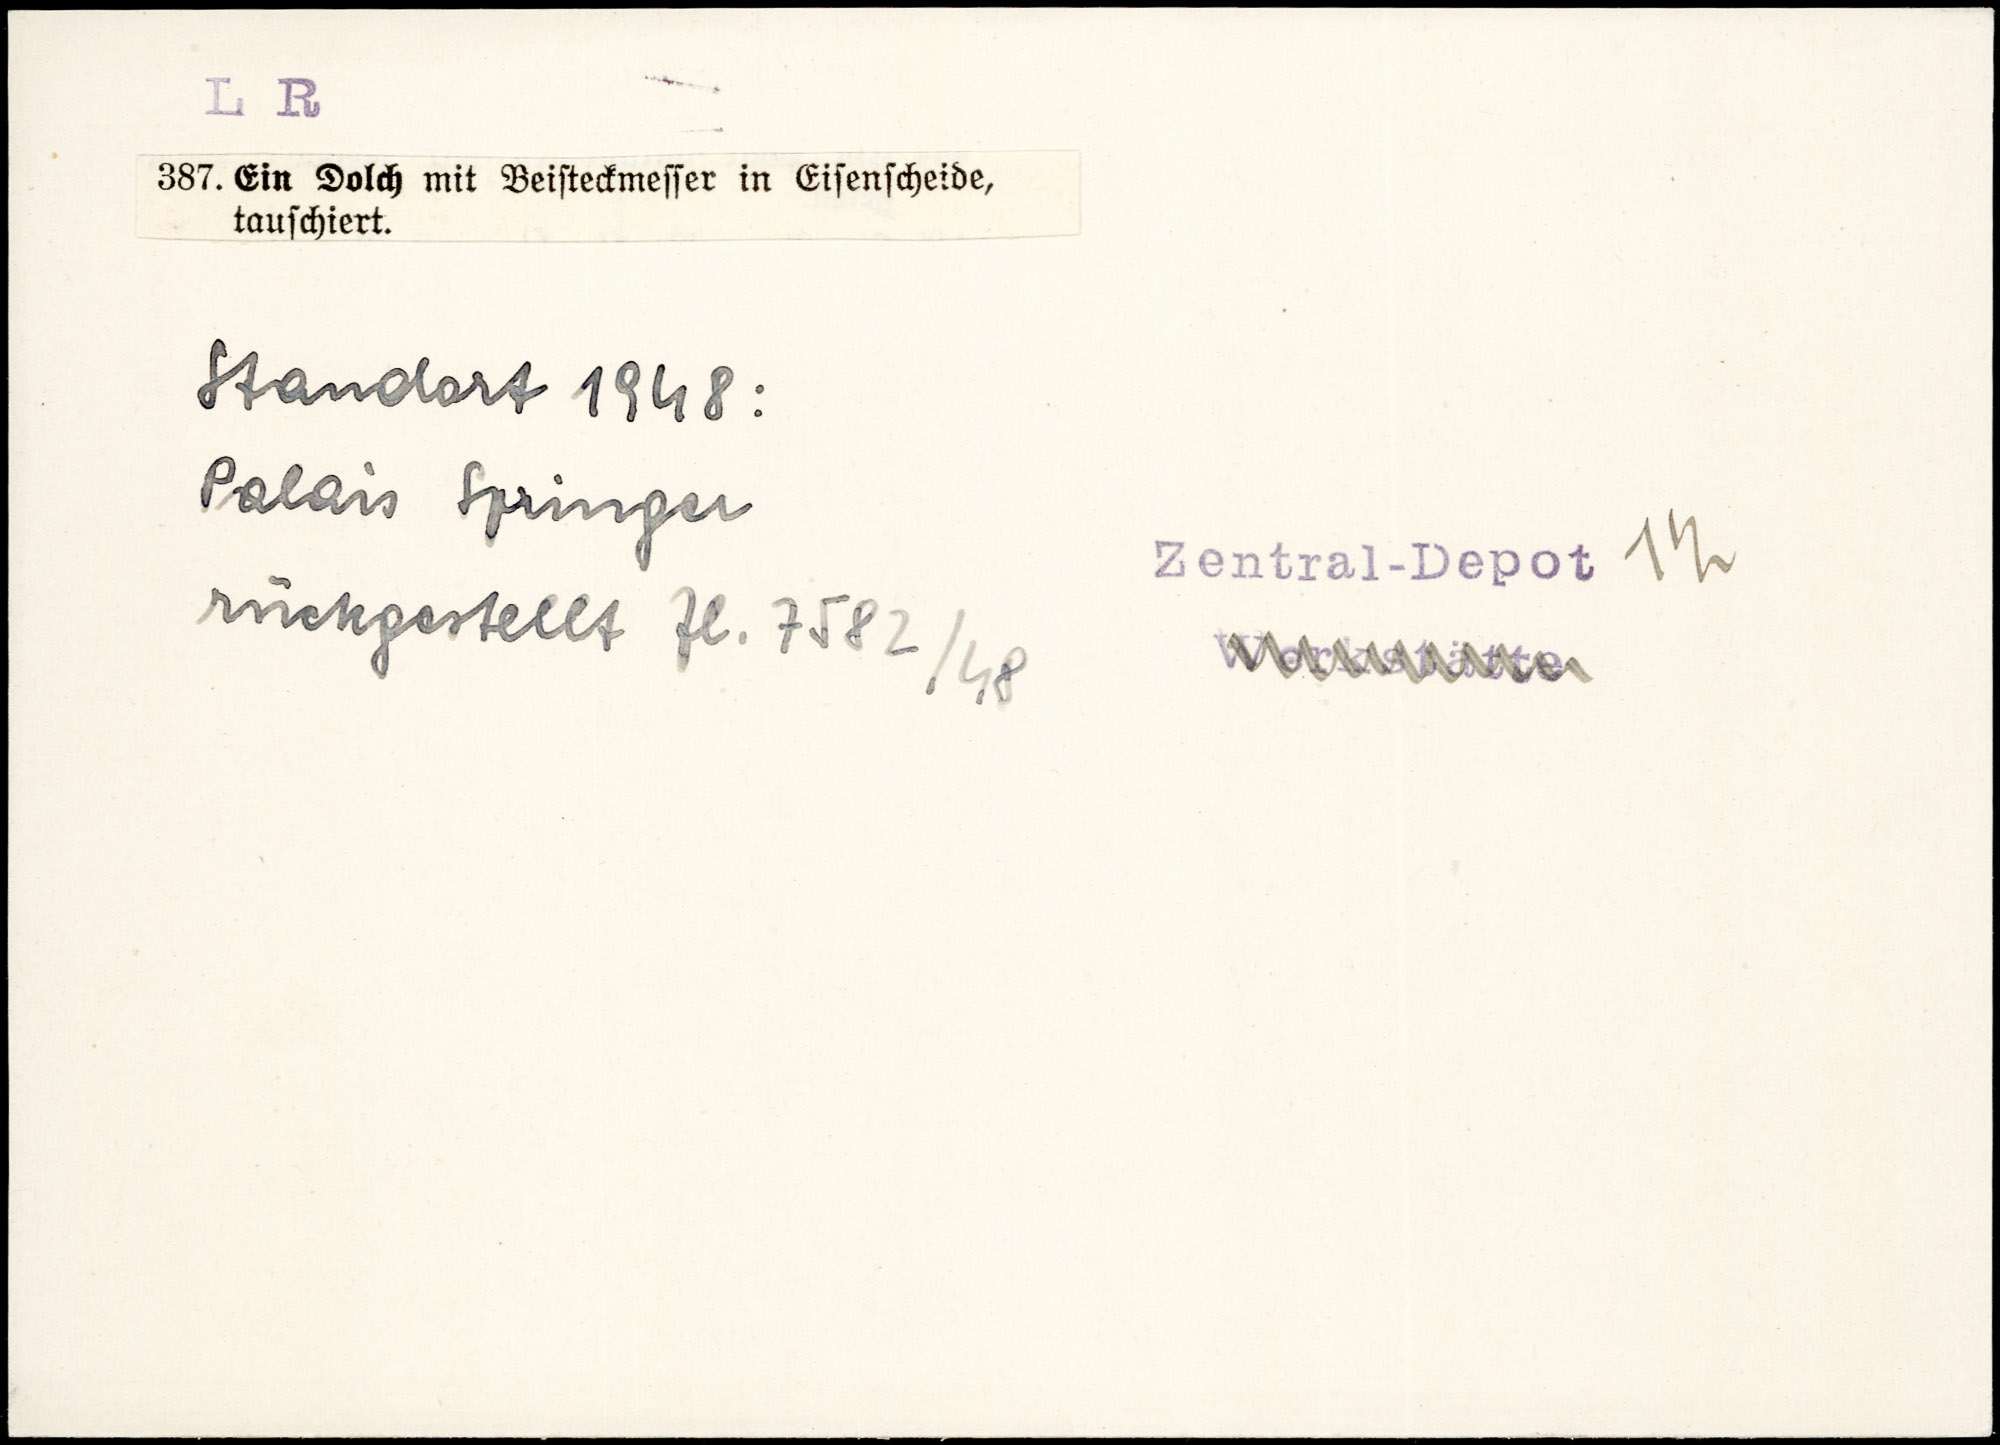 L R
387. Ein Dolch mit Beisteckmesser in Eisenscheide,
tauschiert.
Standort 1948:
Palais Springer
rückgestellt Zl. 7582/48
Zentral-Depot
Werkstätte